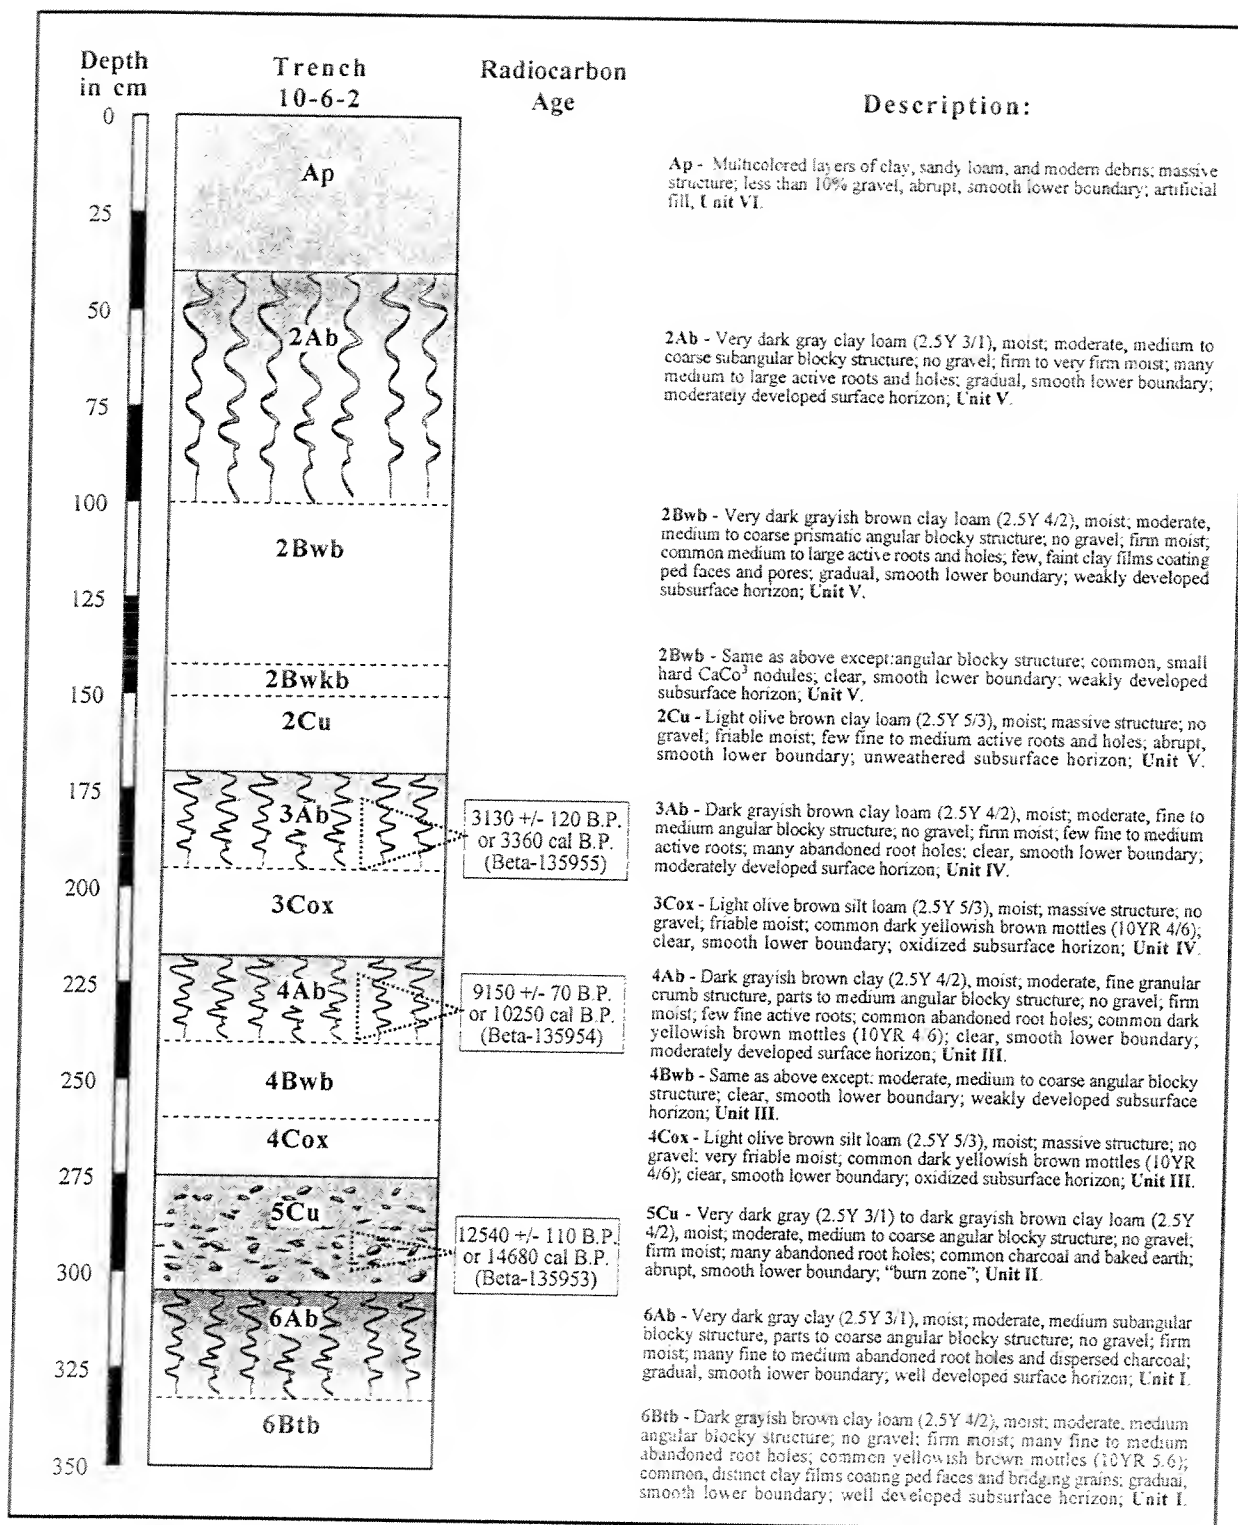 Depth
in cm
Trench
10-6-2
Radiocarbon
Age
Description:
0
25
50
75
100
125
150
175
200
225
250
275
300
325
350
Ap
2Ab
2Bwb
2Bwkb
2Cu
3Ab
3Cox
4Ab
4Bwb
4Cox
5Cu
6Ab
6Btb
3130 +/- 120 B.P.
or 3360 cal B.P.
(Beta-135955)
9150 +/- 70 B.P.
or 10250 cal B.P.
(Beta-135954)
12540 +/- 110 B.P.
or 14680 cal B.P.
(Beta-135953)
Ap - Multicolored layers of clay, sandy loam, and modern debris; massive
structure; less than 10% gravel, abrupt, smooth lower boundary; artificial
fill, Unit VI.
2Ab - Very dark gray clay loam (2.5Y 3/1), moist; moderate, medium to
coarse subangular blocky structure; no gravel; firm to very firm moist; many
medium to large active roots and holes; gradual, smooth lower boundary;
moderately developed surface horizon; Unit V.
2Bwb - Very dark grayish brown clay loam (2.5Y 4/2), moist; moderate,
medium to coarse prismatic angular blocky structure; no gravel; firm moist;
common medium to large active roots and holes; few, faint clay films coating
ped faces and pores; gradual, smooth lower boundary; weakly developed
subsurface horizon; Unit V.
2Bwb - Same as above except:angular blocky structure; common, small
hard CaCo³ nodules; clear, smooth lower boundary; weakly developed
subsurface horizon; Unit V.
2Cu - Light olive brown clay loam (2.5Y 5/3), moist; massive structure; no
gravel; friable moist; few fine to medium active roots and holes; abrupt,
smooth lower boundary; unweathered subsurface horizon; Unit V.
3Ab - Dark grayish brown clay loam (2.5Y 4/2), moist; moderate, fine to
medium angular blocky structure; no gravel; firm moist; few fine to medium
active roots; many abandoned root holes; clear, smooth lower boundary;
moderately developed surface horizon; Unit IV.
3Cox - Light olive brown silt loam (2.5Y 5/3), moist; massive structure; no
gravel; friable moist; common dark yellowish brown mottles (10YR 4/6);
clear, smooth lower boundary; oxidized subsurface horizon; Unit IV.
4Ab - Dark grayish brown clay (2.5Y 4/2), moist; moderate, fine granular
crumb structure, parts to medium angular blocky structure; no gravel; firm
moist; few fine active roots; common abandoned root holes; common dark
yellowish brown mottles (10YR 4/6); clear, smooth lower boundary;
moderately developed surface horizon; Unit III.
4Bwb - Same as above except: moderate, medium to coarse angular blocky
structure; clear, smooth lower boundary; weakly developed subsurface
horizon; Unit III.
4Cox - Light olive brown silt loam (2.5Y 5/3), moist; massive structure; no
gravel; very friable moist; common dark yellowish brown mottles (10YR
4/6); clear, smooth lower boundary; oxidized subsurface horizon; Unit III.
5Cu - Very dark gray (2.5Y 3/1) to dark grayish brown clay loam (2.5Y
4/2), moist; moderate, medium to coarse angular blocky structure; no gravel;
firm moist; many abandoned root holes; common charcoal and baked earth;
abrupt, smooth lower boundary; "burn zone"; Unit II.
6Ab - Very dark gray clay (2.5Y 3/1), moist; moderate, medium subangular
blocky structure, parts to coarse angular blocky structure; no gravel; firm
moist; many fine to medium abandoned root holes and dispersed charcoal;
gradual, smooth lower boundary; well developed surface horizon; Unit I.
6Btb - Dark grayish brown clay loam (2.5Y 4/2), moist; moderate, medium
angular blocky structure; no gravel; firm moist; many fine to medium
abandoned root holes; common yellowish brown mottles (10YR 5.6);
common, distinct clay films coating ped faces and bridging grains; gradual,
smooth lower boundary; well developed subsurface horizon; Unit I.